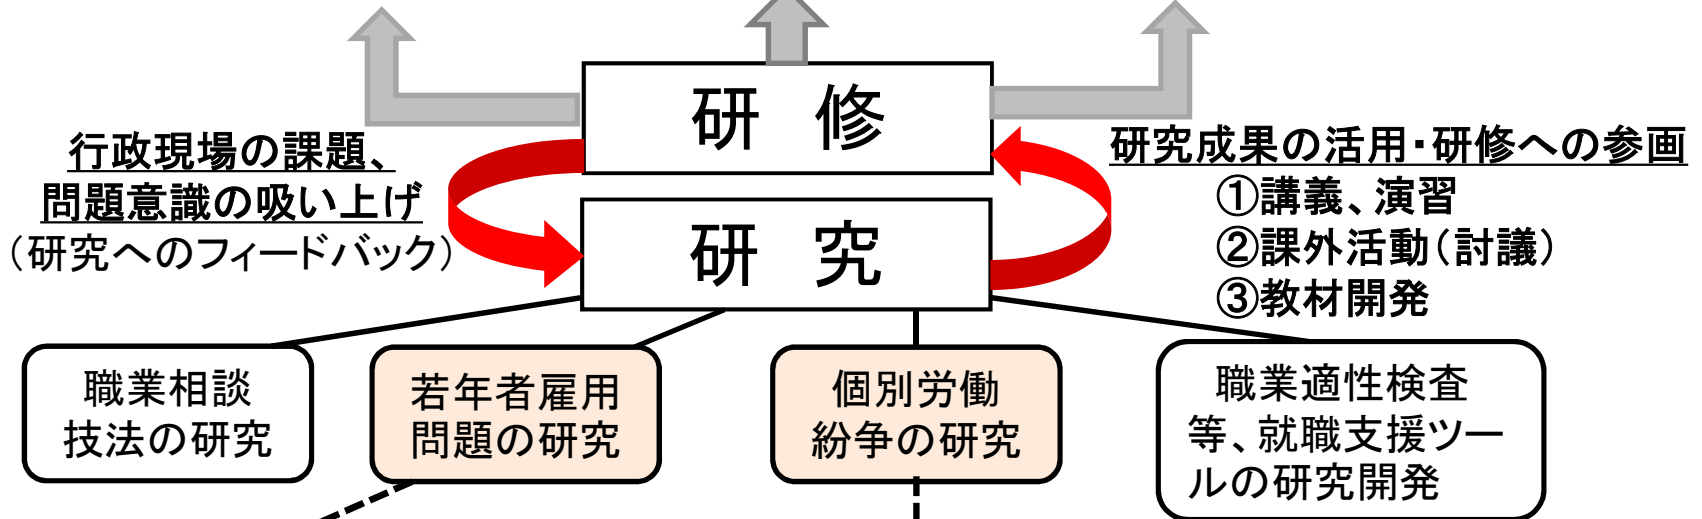 研　修
行政現場の課題、
問題意識の吸い上げ
（研究へのフィードバック）
研究成果の活用・研修への参画
①講義、演習
②課外活動（討議）
③教材開発
研　究
職業相談
技法の研究
若年者雇用
問題の研究
個別労働
紛争の研究
職業適性検査
等、就職支援ツー
ルの研究開発